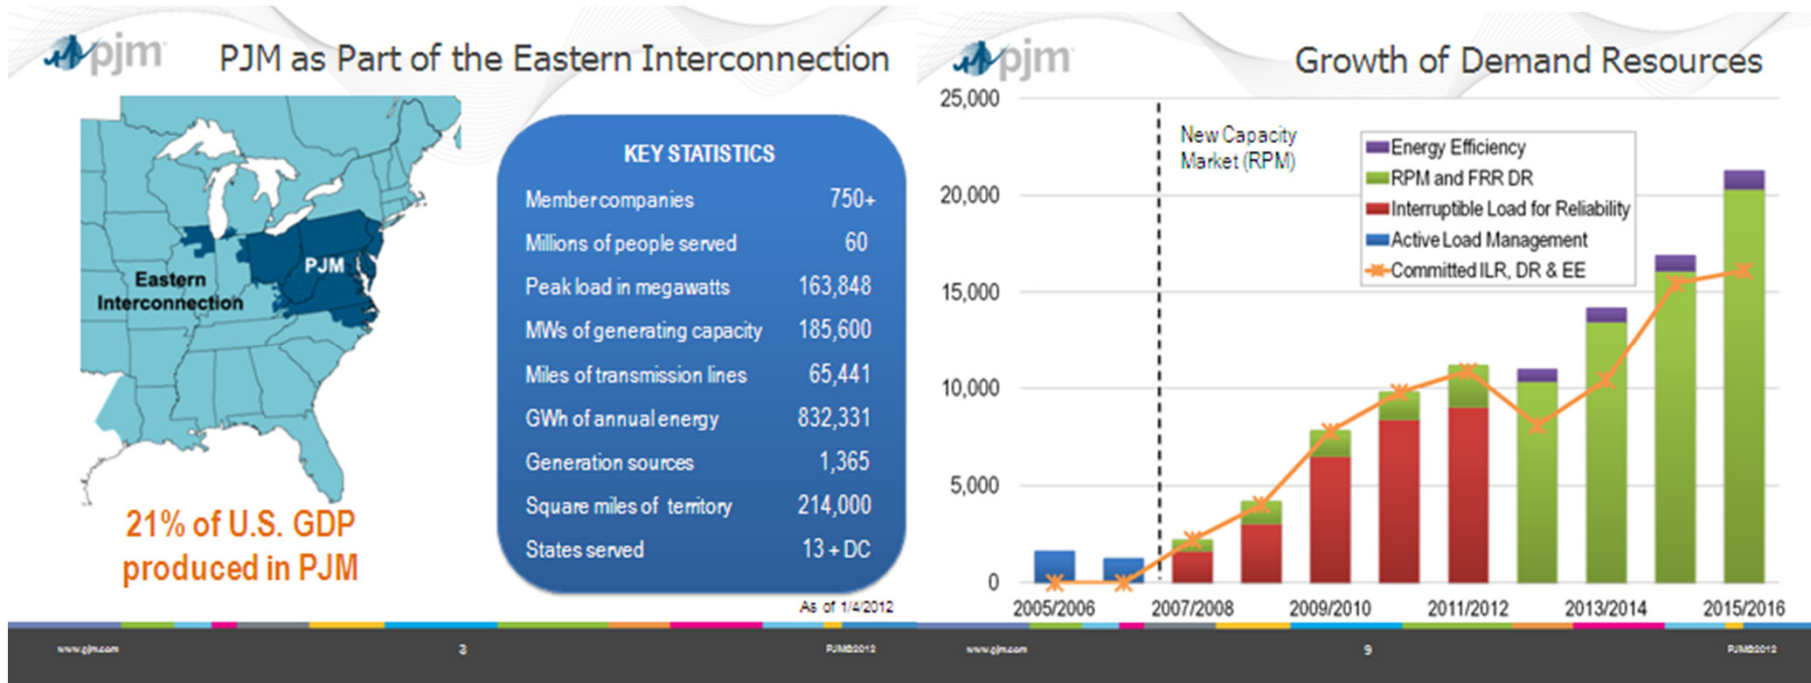 pjm
PJM as Part of the Eastern Interconnection
Eastern
Interconnection
PJM
21% of U.S. GDP
produced in PJM
KEY STATISTICS
Member companies 750+
Millions of people served 60
Peak load in megawatts 163,848
MWs of generating capacity 185,600
Miles of transmission lines 65,441
GWh of annual energy 832,331
Generation sources 1,365
Square miles of territory 214,000
States served 13 + DC
As of 1/4/2012
www.pjm.com 3 PJM©2012
pjm
Growth of Demand Resources
25,000
20,000
15,000
10,000
5,000
0
New Capacity
Market (RPM)
Energy Efficiency
RPM and FRR DR
Interruptible Load for Reliability
Active Load Management
Committed ILR, DR & EE
2005/2006 2007/2008 2009/2010 2011/2012 2013/2014 2015/2016
www.pjm.com 9 PJM©2012